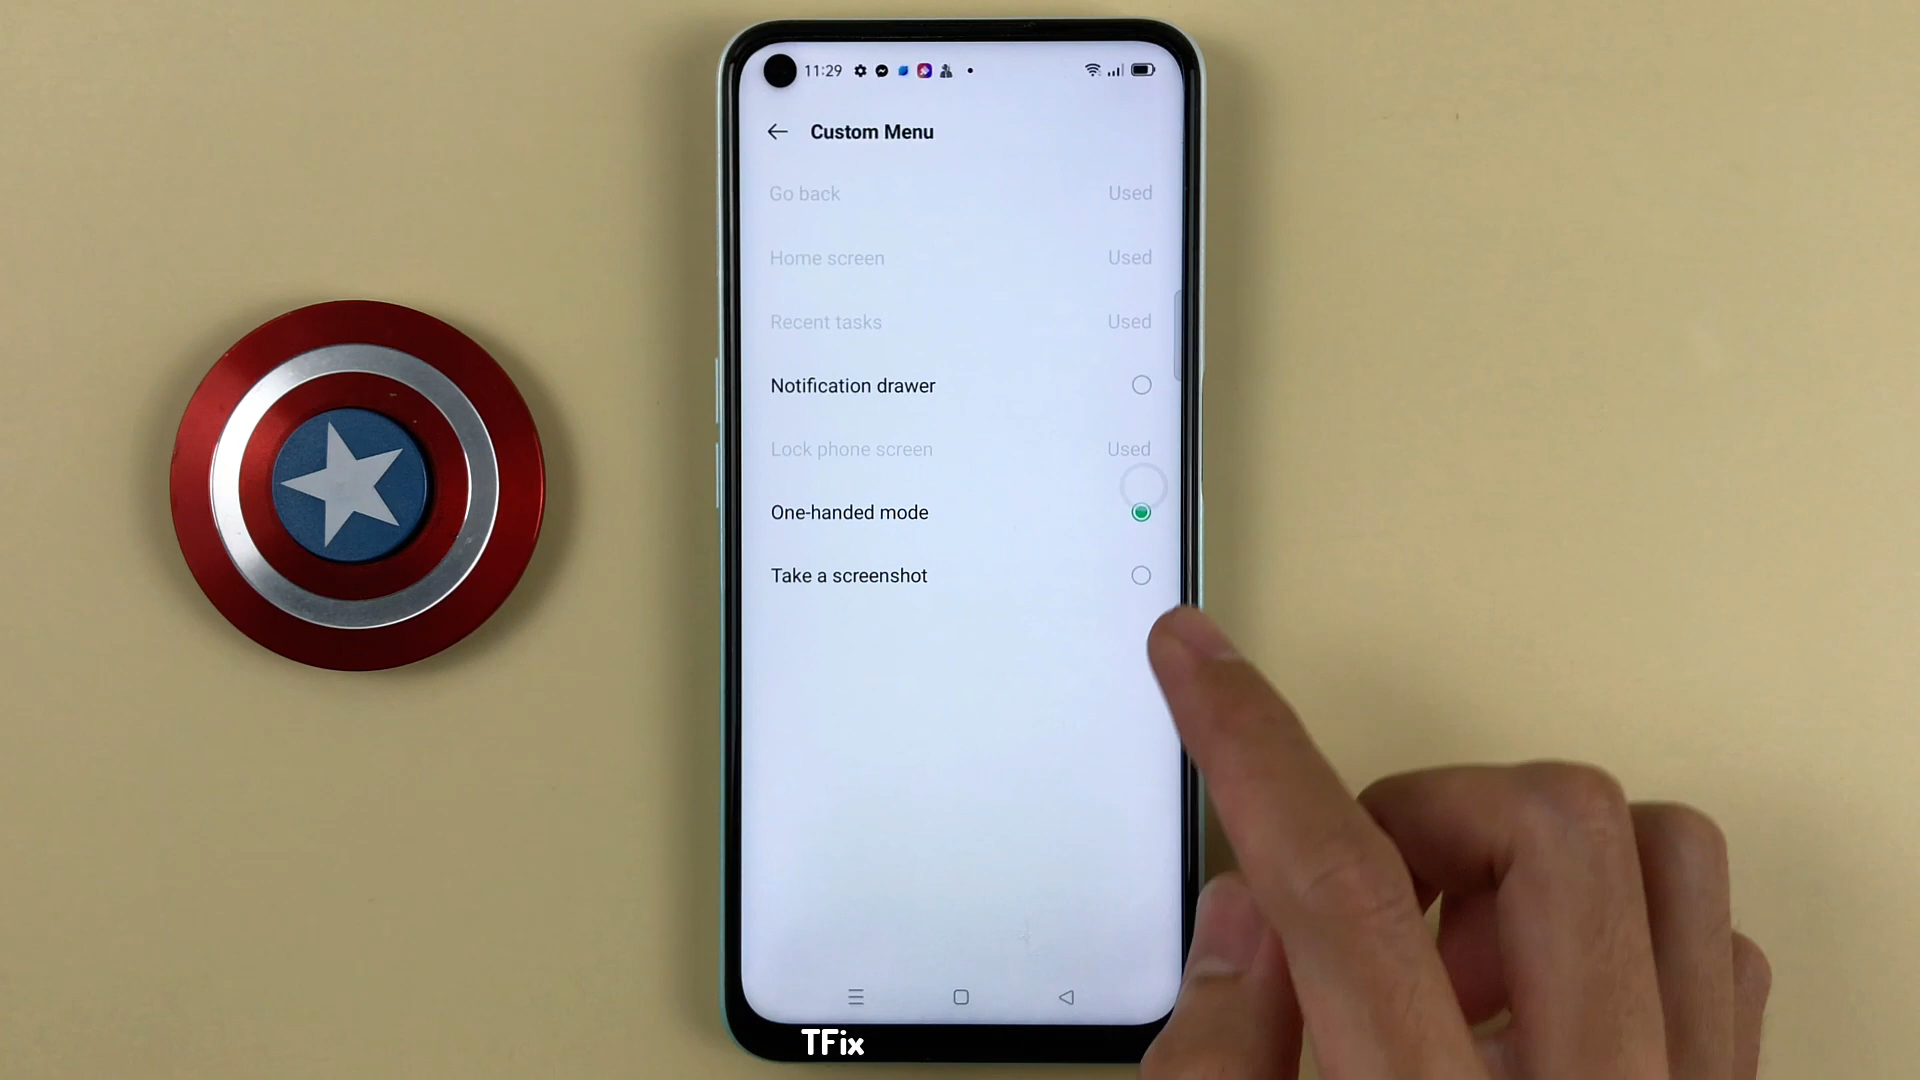 11:29
Custom Menu
Go back Used
Home screen Used
Recent tasks Used
Notification drawer
Lock phone screen Used
One-handed mode
Take a screenshot
TFix